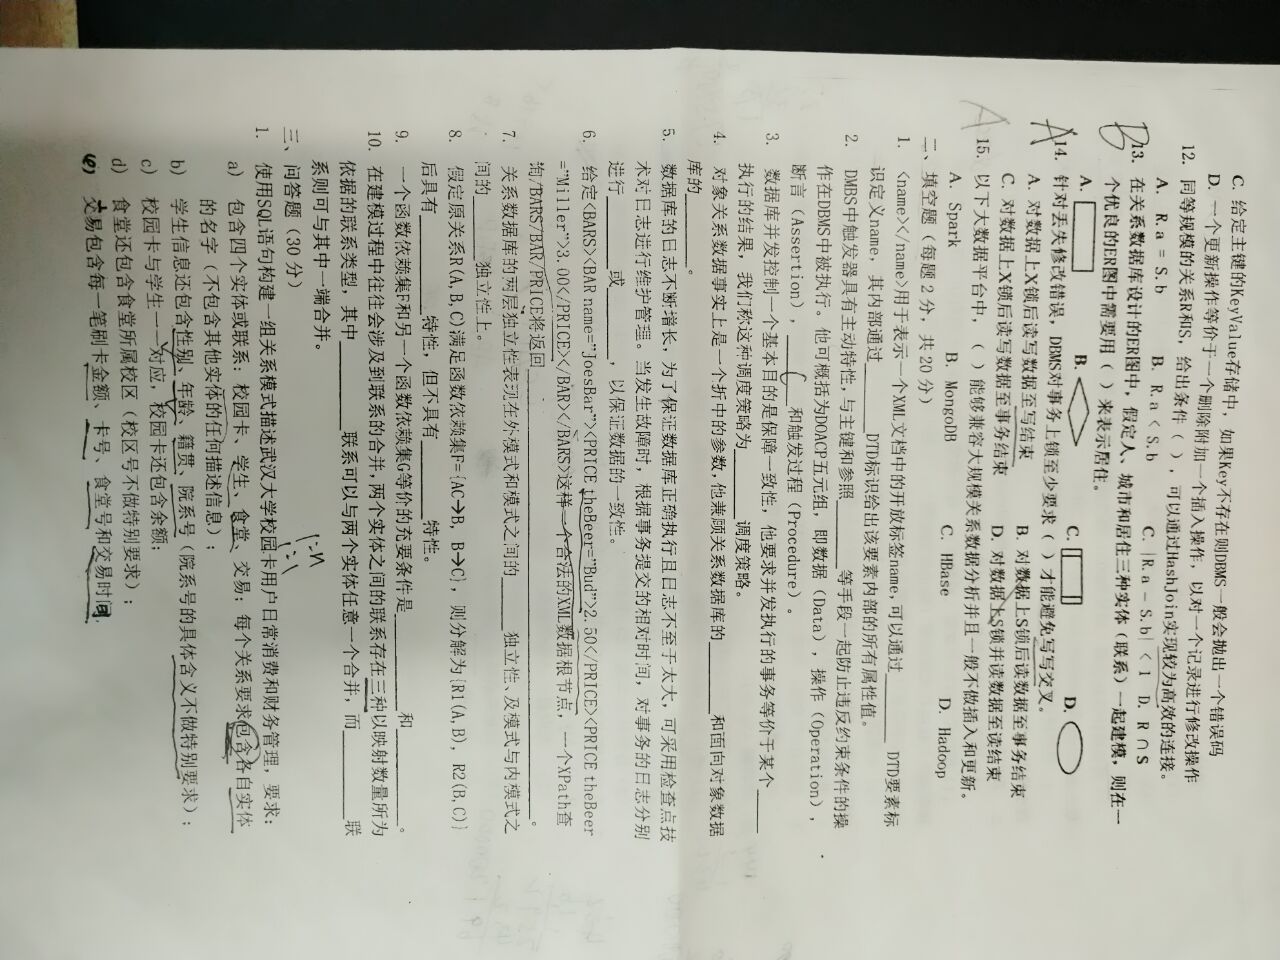 C. 给定主键的KeyValue存储中，如果Key不存在则DBMS一般会抛出一个错误码
D. 一个更新操作等价于一个删除附加一个插入操作，以对一个记录进行修改操作
12. 同等规模的关系R和S，给出条件（ ），可以通过HashJoin实现较为高效的连接。
A. R.a = S.b B. R.a < S.b C. |R.a - S.b| < 1 D. R ∩ S
B
13. 在关系数据库设计的ER图中，假定人、城市和居住三种实体（联系）一起建模，则在一
个优良的ER图中需要用（ ）来表示居住。
A. B. C. D.
A
14. 针对丢失修改错误，DBMS对事务上锁至少要求（ ）才能避免写写交叉。
A. 对数据上X锁后读写数据至写结束 B. 对数据上S锁后读数据至事务结束
C. 对数据上X锁后读写数据至事务结束 D. 对数据上S锁并读数据至读结束
A
15. 以下大数据平台中，（ ）能够兼容大规模关系数据分析并且一般不做插入和更新。
A. Spark B. MongoDB C. HBase D. Hadoop
二、填空题（每题2分，共20分）
1. <name></name>用于表示一个XML文档中的开放标签name,可以通过______ DTD要素标
识定义name，其内部通过______DTD标识给出该要素内部的所有属性值。
2. DMBS中触发器具有主动特性,与主键和参照______等手段一起防止违反约束条件的操
作在DBMS中被执行。他可概括为DOACP五元组，即数据（Data），操作（Operation），
断言（Assertion），___C___和触发过程（Procedure）。
3. 数据库并发控制一个基本目的是保障一致性，他要求并发执行的事务等价于某个____
执行的结果，我们称这种调度策略为______调度策略。
4. 对象关系数据事实上是一个折中的参数,他兼顾关系数据库的______和面向对象数据
库的______。
5. 数据库的日志不断增长，为了保证数据库正确执行且日志不至于太大，可采用检查点技
术对日志进行维护管理。当发生故障时，根据事务提交的相对时间，对事务的日志分别
进行______或______，以保证数据的一致性。
6. 给定<BARS><BAR name="JoesBar"><PRICE theBeer="Bud">2.50</PRICE><PRICE theBeer
="Miller">3.00</PRICE></BAR></BARS>这样一个合法的XML数据根节点，一个XPath查
询/BARS/BAR/PRICE将返回______________________________。
7. 关系数据库的两层独立性表现在外模式和模式之间的_____独立性、及模式与内模式之
间的______独立性上。
8. 假定原关系R(A,B,C)满足函数依赖集F={AC→B, B→C}，则分解为{R1(A,B), R2(B,C)}
后具有________特性，但不具有_______特性。
9. 一个函数依赖集F和另一个函数依赖集G等价的充要条件是________和________。
10. 在建模过程中往往会涉及到联系的合并,两个实体之间的联系存在三种以映射数量所为
依据的联系类型，其中_______联系可以与两个实体任意一个合并，而_______联
系则可与其中一端合并。
1:n
1:1
三、问答题（30分）
1. 使用SQL语句构建一组关系模式描述武汉大学校园卡用户日常消费和财务管理，要求：
a) 包含四个实体或联系：校园卡、学生、食堂、交易；每个关系要求包含各自实体
的名字（不包含其他实体的任何描述信息）；
b) 学生信息还包含性别、年龄、籍贯、院系号（院系号的具体含义不做特别要求）；
c) 校园卡与学生一一对应，校园卡还包含余额；
d) 食堂还包含食堂所属校区（校区号不做特别要求）；
e) 交易包含每一笔刷卡金额、卡号、食堂号和交易时间.